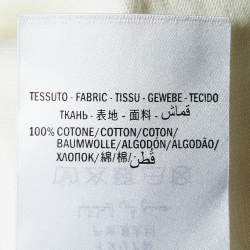 TESSUTO - FABRIC - TISSU - GEWEBE - TECIDO
ТКАНЬ - 表地 - 面料 - قماش
100% COTONE/COTTON/COTON/
BAUMWOLLE/ALGODÓN/ALGODÃO/
ХЛОПОК/綿/棉/قطن